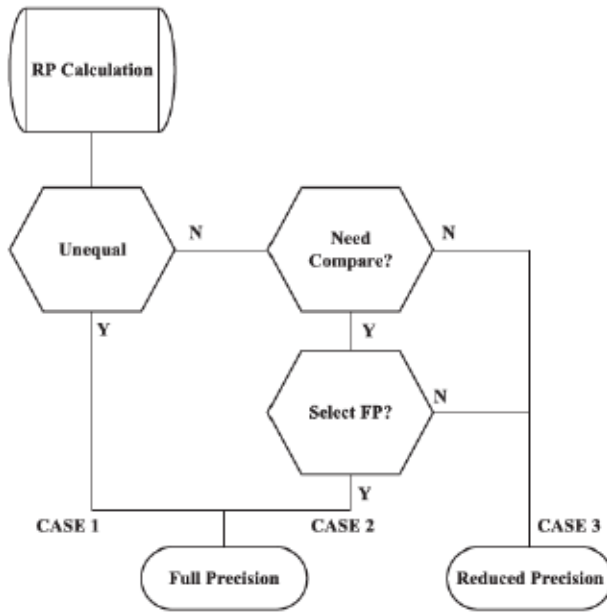 RP Calculation
Unequal
N
Need
Compare?
N
Y
Y
Select FP?
N
Y
CASE 1
CASE 2
CASE 3
Full Precision
Reduced Precision